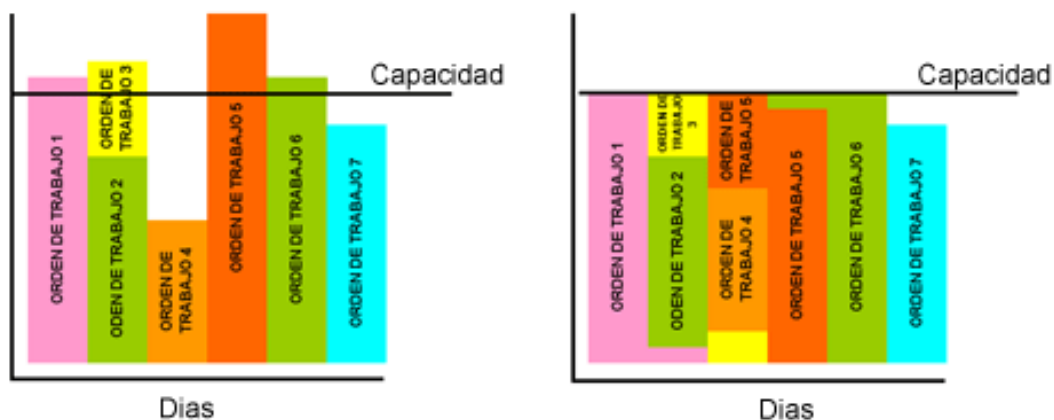 Capacidad
ORDEN DE TRABAJO 1
ORDEN DE
TRABAJO 3
ODEN DE TRABAJO 2
ORDEN DE
TRABAJO 4
ORDEN DE TRABAJO 5
ORDEN DE TRABAJO 6
ORDEN DE TRABAJO 7
Dias
Capacidad
ORDEN DE TRABAJO 1
ORDEN DE
TRABAJO
3
ODEN DE TRABAJO 2
ORDEN DE
TRABAJO 5
ORDEN DE
TRABAJO 4
ORDEN DE TRABAJO 5
ORDEN DE TRABAJO 6
ORDEN DE TRABAJO 7
Dias